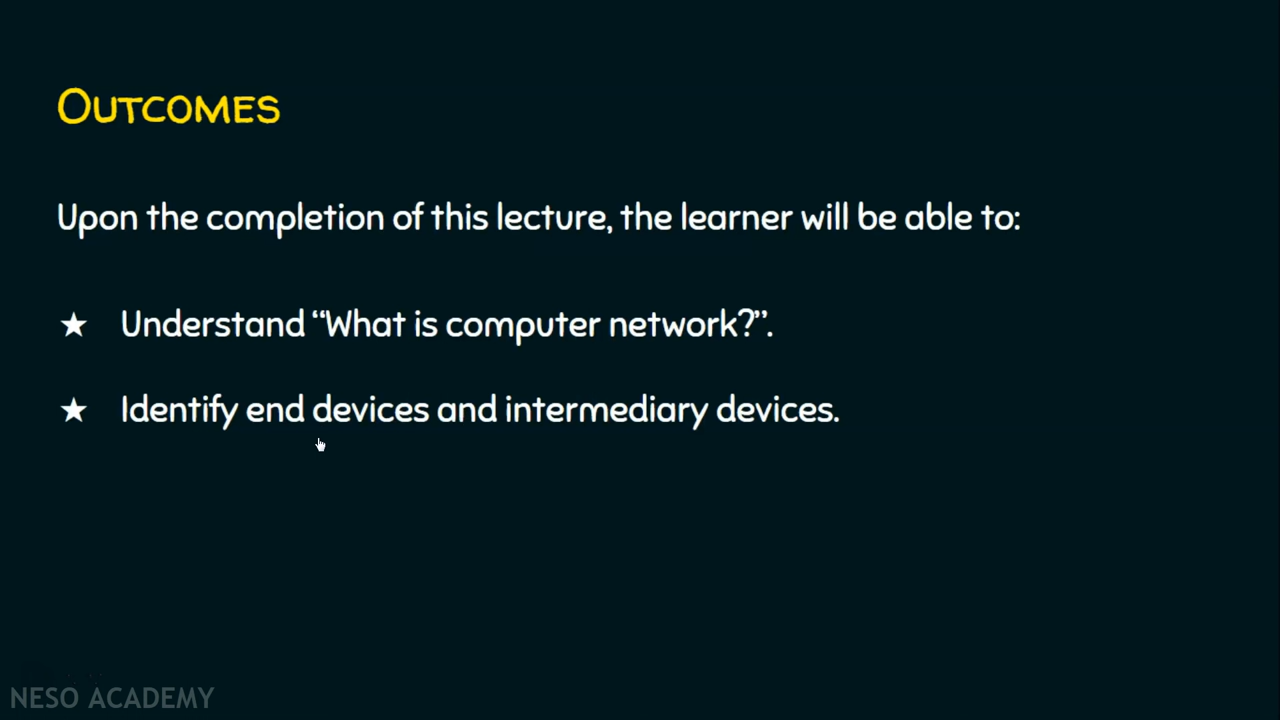 OUTCOMES
Upon the completion of this lecture, the learner will be able to:
★ Understand “What is computer network?”.
★ Identify end devices and intermediary devices.
NESO ACADEMY